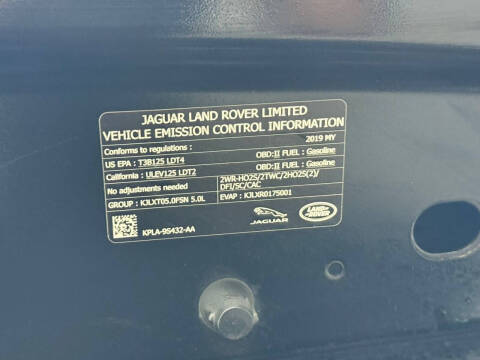 JAGUAR LAND ROVER LIMITED
VEHICLE EMISSION CONTROL INFORMATION
Conforms to regulations : 2019 MY
US EPA : T3B125 LDT4 OBD:II FUEL : Gasoline
California : ULEV125 LDT2 OBD:II FUEL : Gasoline
No adjustments needed 2WR-HO2S/2TWC/2HO2S(2)/
DFI/SC/CAC
GROUP : KJLXT05.0FSN 5.0L EVAP : KJLXR0175001
KPLA-9S432-AA
JAGUAR
LAND ROVER